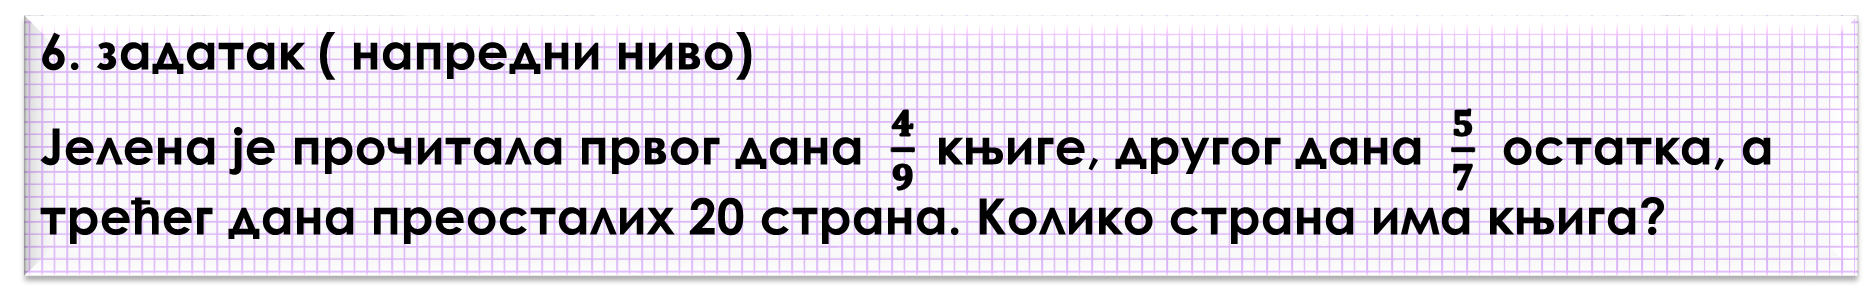 6. задатак ( напредни ниво)
Јелена је прочитала првог дана 4/9 књиге, другог дана 5/7 остатка, а
трећег дана преосталих 20 страна. Колико страна има књига?